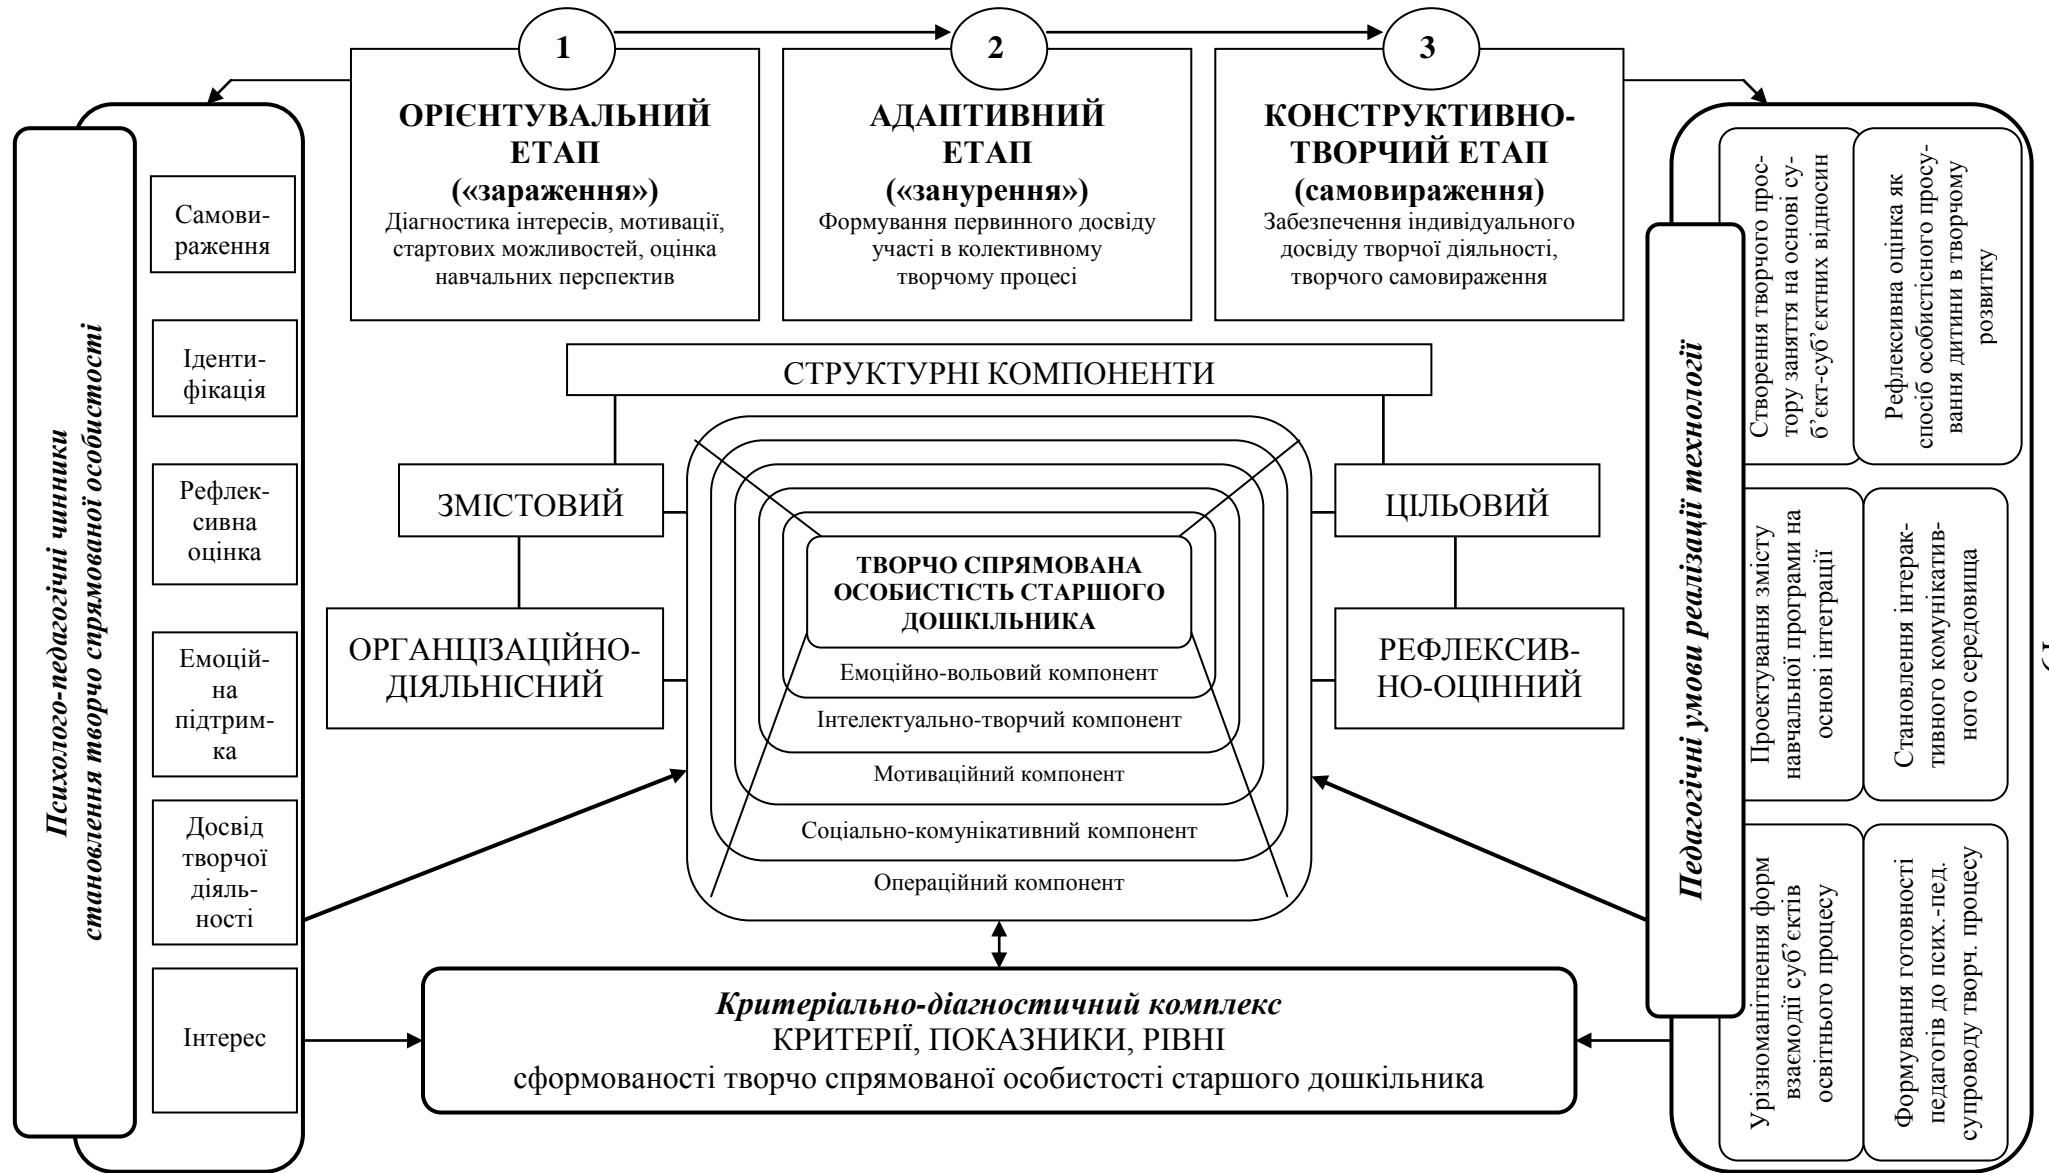 1
2
3
ОРІЄНТУВАЛЬНИЙ
ЕТАП
(«зараження»)
Діагностика інтересів, мотивації,
стартових можливостей, оцінка
навчальних перспектив
АДАПТИВНИЙ
ЕТАП
(«занурення»)
Формування первинного досвіду
участі в колективному
творчому процесі
КОНСТРУКТИВНО-
ТВОРЧИЙ ЕТАП
(самовираження)
Забезпечення індивідуального
досвіду творчої діяльності,
творчого самовираження
Психолого-педагогічні чинники
становлення творчо спрямованої особистості
Самови-
раження
Іденти-
фікація
Рефлек-
сивна
оцінка
Емоцій-
на
підтрим-
ка
Досвід
творчої
діяль-
ності
Інтерес
СТРУКТУРНІ КОМПОНЕНТИ
ЗМІСТОВИЙ
ЦІЛЬОВИЙ
ОРГАНЦІЗАЦІЙНО-
ДІЯЛЬНІСНИЙ
РЕФЛЕКСИВ-
НО-ОЦІННИЙ
ТВОРЧО СПРЯМОВАНА
ОСОБИСТІСТЬ СТАРШОГО
ДОШКІЛЬНИКА
Емоційно-вольовий компонент
Інтелектуально-творчий компонент
Мотиваційний компонент
Соціально-комунікативний компонент
Операційний компонент
Критеріально-діагностичний комплекс
КРИТЕРІЇ, ПОКАЗНИКИ, РІВНІ
сформованості творчо спрямованої особистості старшого дошкільника
Педагогічні умови реалізації технології
Створення творчого прос-
тору заняття на основі су-
б’єкт-суб’єктних відносин
Рефлексивна оцінка як
спосіб особистісного просу-
вання дитини в творчому
розвитку
Проектування змісту
навчальної програми на
основі інтеграції
Становлення інтерак-
тивного комунікатив-
ного середовища
Урізноманітнення форм
взаємодії суб’єктів
освітнього процесу
Формування готовності
педагогів до псих.-пед.
супроводу творч. процесу